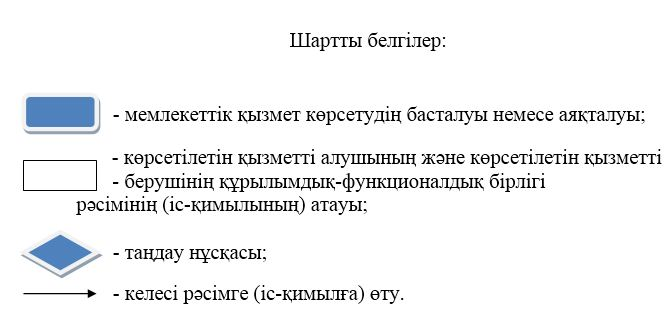 Шартты белгілер:
- мемлекеттік қызмет көрсетудің басталуы немесе аяқталуы;
- көрсетілетін қызметті алушының және көрсетілетін қызметті
- берушінің құрылымдық-функционалдық бірлігі
рәсімінің (іс-қимылының) атауы;
- таңдау нұсқасы;
- келесі рәсімге (іс-қимылға) өту.